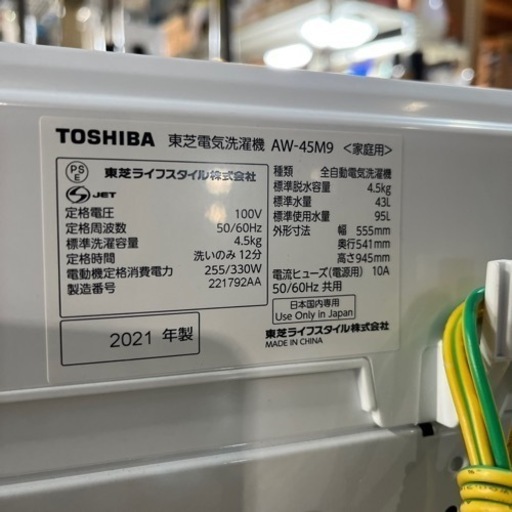 TOSHIBA 東芝電気洗濯機 AW-45M9 <家庭用>
PSE
JET
東芝ライフスタイル株式会社
定格電圧 100V
定格周波数 50/60Hz
標準洗濯容量 4.5kg
定格時間 洗いのみ 12分
電動機定格消費電力 255/330W
製造番号 221792AA
2021 年製
種類 全自動電気洗濯機
標準脱水容量 4.5kg
標準水量 43L
標準使用水量 95L
外形寸法 幅 555mm
奥行541mm
高さ945mm
電流ヒューズ(電源用) 10A
50/60Hz 共用
日本国内専用
Use Only in Japan
東芝ライフスタイル株式会社
MADE IN CHINA